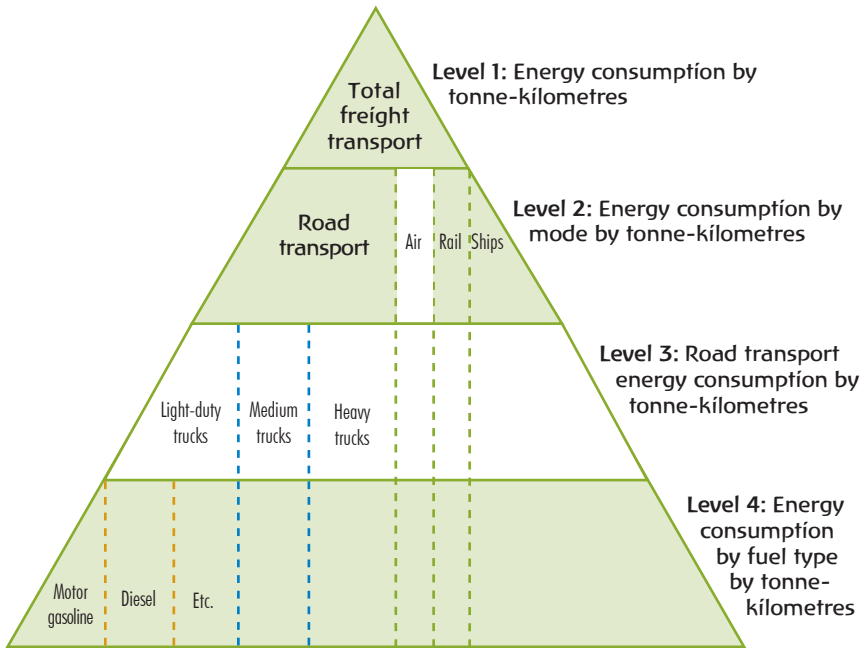 Total
freight
transport
Level 1: Energy consumption by
tonne-kilometres
Road
transport
Air
Rail
Ships
Level 2: Energy consumption by
mode by tonne-kilometres
Light-duty
trucks
Medium
trucks
Heavy
trucks
Level 3: Road transport
energy consumption by
tonne-kilometres
Motor
gasoline
Diesel
Etc.
Level 4: Energy
consumption
by fuel type
by tonne-
kilometres